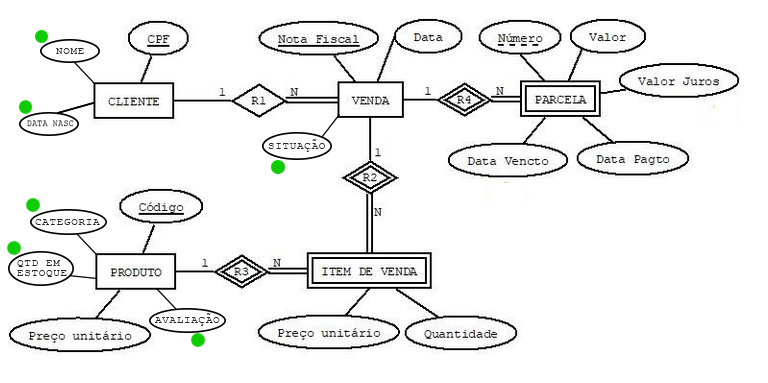 NOME
CPF
Nota Fiscal
Data
Número
Valor
Valor Juros
CLIENTE
1
R1
N
VENDA
1
R4
N
PARCELA
DATA NASC
SITUAÇÃO
1
Data Vencto
Data Pagto
R2
N
CATEGORIA
Código
QTD EM
ESTOQUE
PRODUTO
1
R3
N
ITEM DE VENDA
AVALIAÇÃO
Preço unitário
Preço unitário
Quantidade